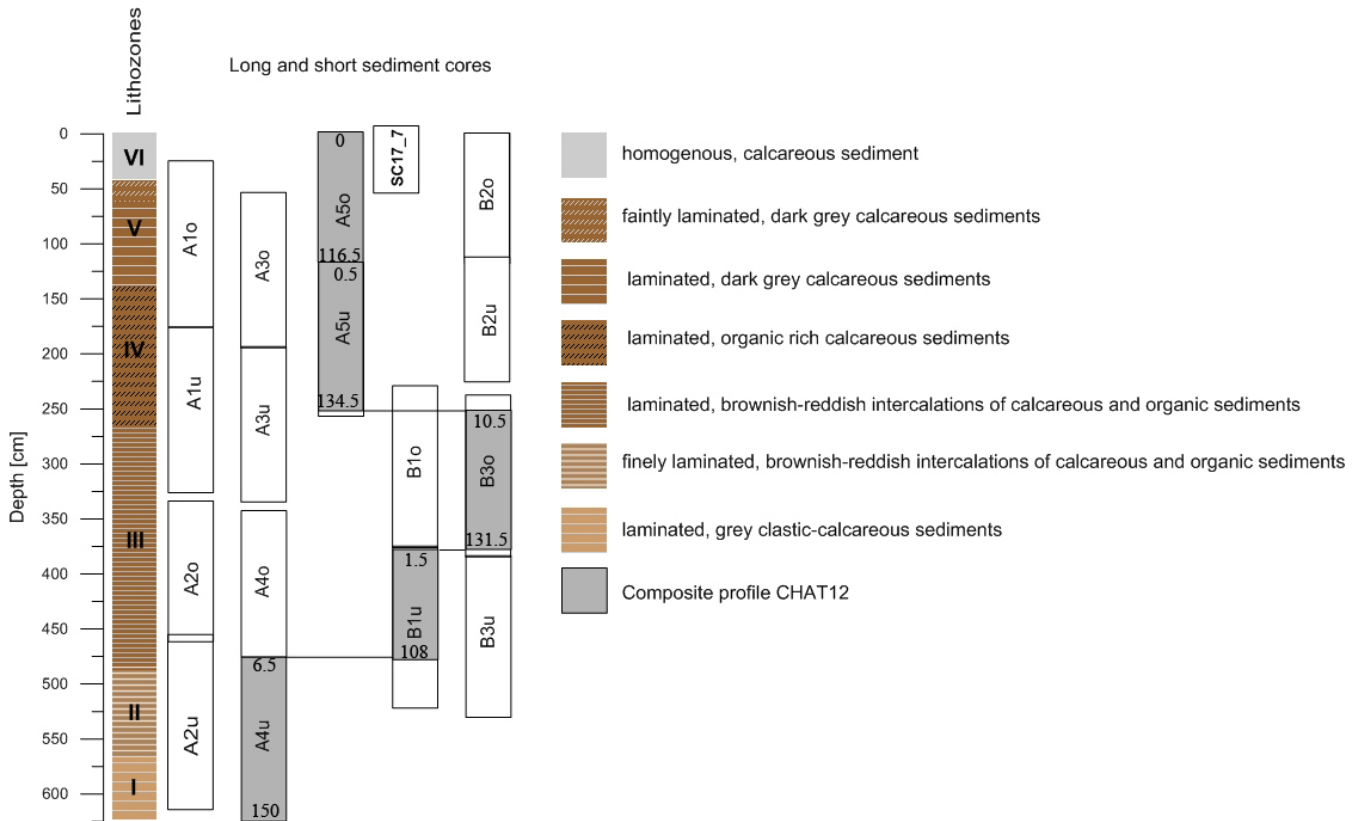 Lithozones
Long and short sediment cores
Depth [cm]
0
50
100
150
200
250
300
350
400
450
500
550
600
VI
V
IV
III
II
I
A1o
A1u
A2o
A2u
A3o
A3u
A4o
6.5
A4u
150
0
A5o
116.5
0.5
A5u
134.5
SC17_7
B1o
1.5
B1u
108
B2o
B2u
10.5
B3o
131.5
B3u
homogenous, calcareous sediment
faintly laminated, dark grey calcareous sediments
laminated, dark grey calcareous sediments
laminated, organic rich calcareous sediments
laminated, brownish-reddish intercalations of calcareous and organic sediments
finely laminated, brownish-reddish intercalations of calcareous and organic sediments
laminated, grey clastic-calcareous sediments
Composite profile CHAT12